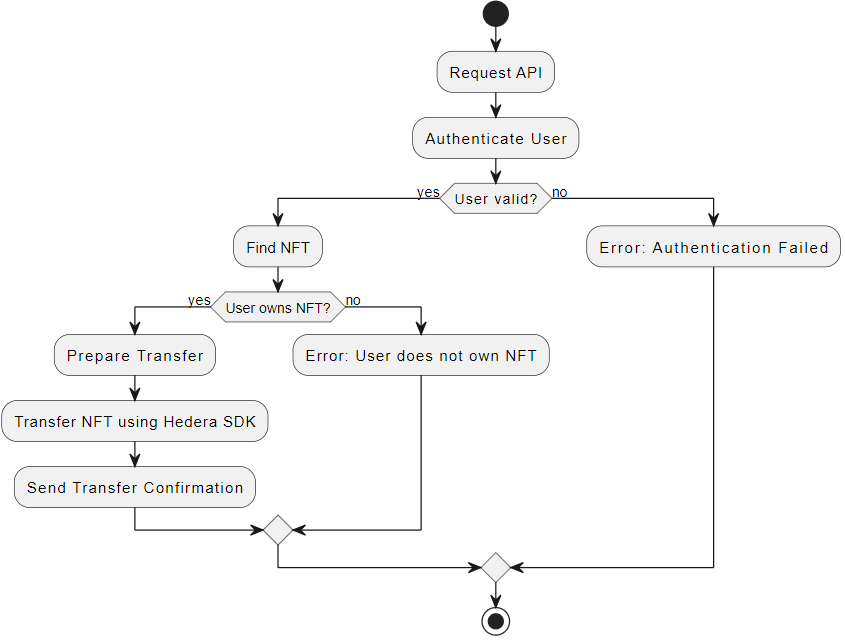 Request API
Authenticate User
yes
User valid?
no
Find NFT
Error: Authentication Failed
yes
User owns NFT?
no
Prepare Transfer
Error: User does not own NFT
Transfer NFT using Hedera SDK
Send Transfer Confirmation